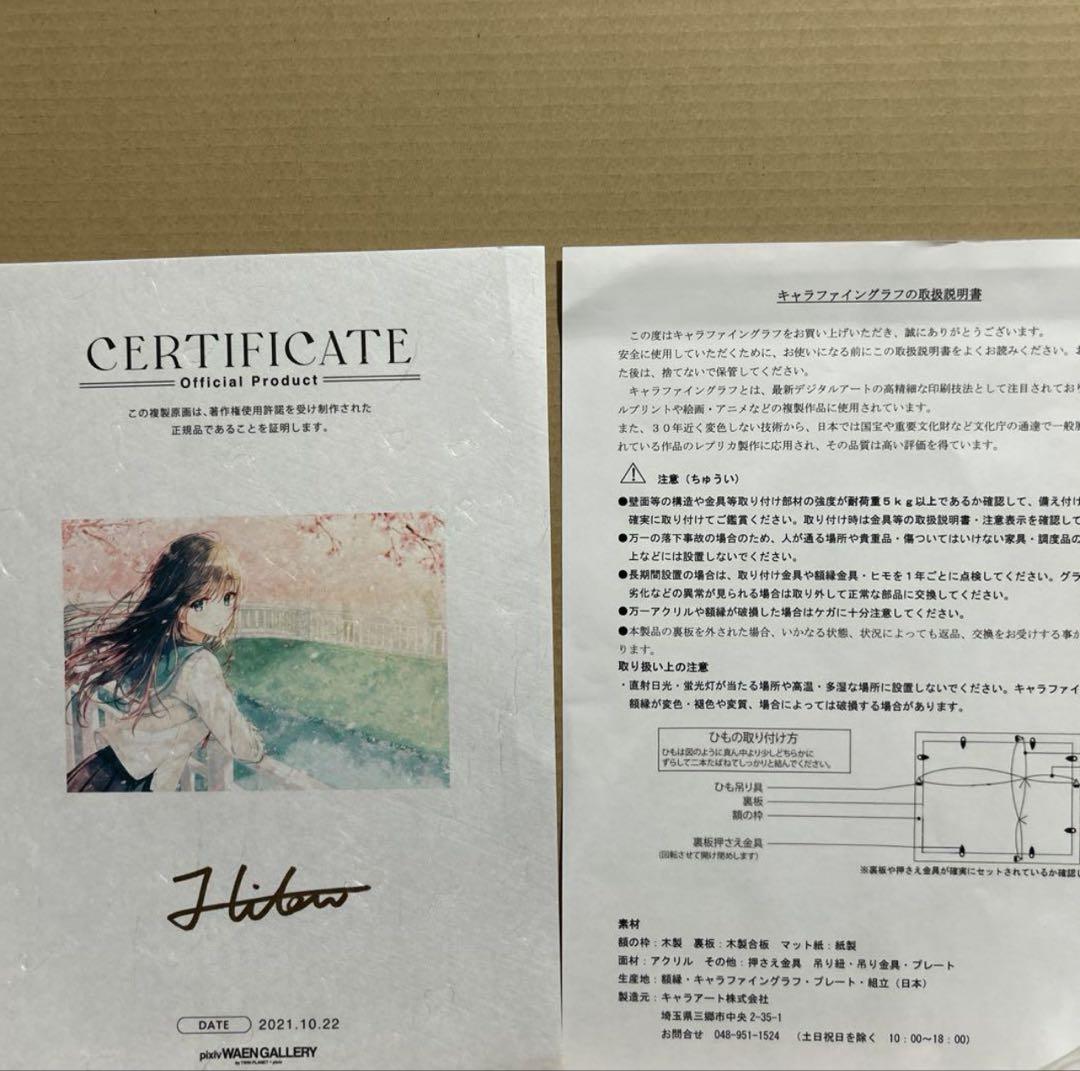 CERTIFICATE
Official Product
この複製原画は、著作権使用許諾を受け制作された
正規品であることを証明します。
Hiten
DATE 2021.10.22
pixiv WAEN GALLERY
by TWIN PLANET × pixiv
キャラファイングラフの取扱説明書
この度はキャラファイングラフをお買い上げいただき、誠にありがとうございます。
安全に使用していただくために、お使いになる前にこの取扱説明書をよくお読みください。お
た後は、捨てないで保管してください。
キャラファイングラフとは、最新デジタルアートの高精細な印刷技法として注目されており
ルプリントや絵画・アニメなどの複製作品に使用されています。
また、３０年近く変色しない技術から、日本では国宝や重要文化財など文化庁の通達で一般展
れている作品のレプリカ製作に応用され、その品質は高い評価を得ています。
注意（ちゅうい）
●壁面等の構造や金具等取り付け部材の強度が耐荷重５ｋｇ以上であるか確認して、備え付け
確実に取り付けてご鑑賞ください。取り付け時は金具等の取扱説明書・注意表示を確認して
●万一の落下事故の場合のため、人が通る場所や貴重品・傷ついてはいけない家具・調度品の
上などには設置しないでください。
●長期間設置の場合は、取り付け金具や額縁金具・ヒモを１年ごとに点検してください。グラ
劣化などの異常が見られる場合は取り外して正常な部品に交換してください。
●万一アクリルや額縁が破損した場合はケガに十分注意してください。
●本製品の裏板を外された場合、いかなる状態、状況によっても返品、交換をお受けする事が
ります。
取り扱い上の注意
・直射日光・蛍光灯が当たる場所や高温・多湿な場所に設置しないでください。キャラファイ
額縁が変色・褪色や変質、場合によっては破損する場合があります。
ひもの取り付け方
ひもは図のように真ん中より少しどちらかに
ずらして二本たばねてしっかりと結んでください。
ひも吊り具
裏板
額の枠
裏板押さえ金具
（回転させて開け閉めします）
※裏板や押さえ金具が確実にセットされているか確認し
素材
額の枠：木製　裏板：木製合板　マット紙：紙製
面材：アクリル　その他：押さえ金具　吊り紐・吊り金具・プレート
生産地：額縁・キャラファイングラフ・プレート・組立（日本）
製造元：キャラアート株式会社
埼玉県三郷市中央 2-35-1
お問合せ　048-951-1524　（土日祝日を除く　10：00～18：00）